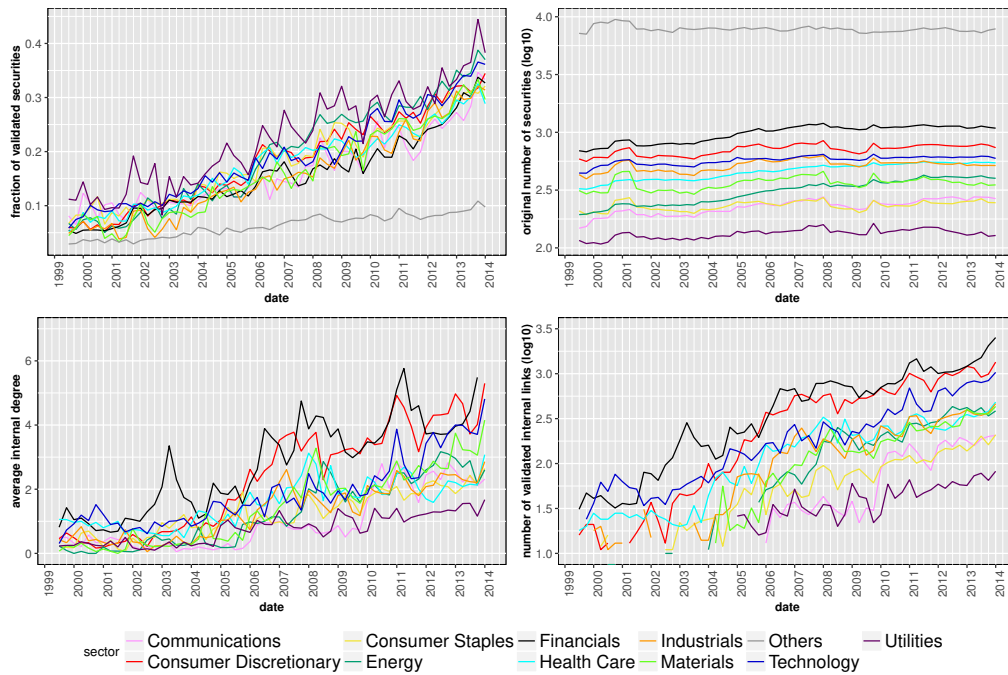 fraction of validated securities
0.4
0.3
0.2
0.1
1999 2000 2001 2002 2003 2004 2005 2006 2007 2008 2009 2010 2011 2012 2013 2014
date
original number of securities (log10)
4.0
3.5
3.0
2.5
2.0
1999 2000 2001 2002 2003 2004 2005 2006 2007 2008 2009 2010 2011 2012 2013 2014
date
average internal degree
6
4
2
0
1999 2000 2001 2002 2003 2004 2005 2006 2007 2008 2009 2010 2011 2012 2013 2014
date
number of validated internal links (log10)
3.5
3.0
2.5
2.0
1.5
1.0
1999 2000 2001 2002 2003 2004 2005 2006 2007 2008 2009 2010 2011 2012 2013 2014
date
sector
Communications Consumer Staples Financials Industrials Others Utilities
Consumer Discretionary Energy Health Care Materials Technology